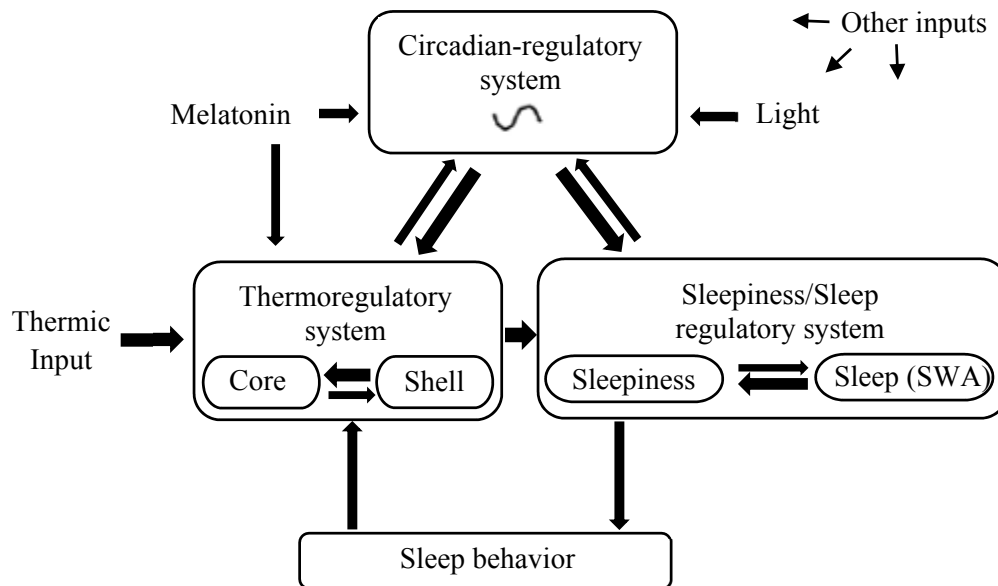 Other inputs
Circadian-regulatory
system
Melatonin
Light
Thermoregulatory
system
Sleepiness/Sleep
regulatory system
Thermic
Input
Core
Shell
Sleepiness
Sleep (SWA)
Sleep behavior